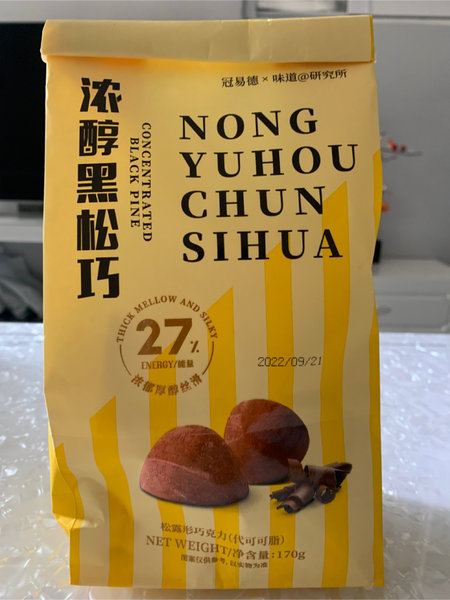 冠易德 × 味道@研究所
浓醇黑松巧
CONCENTRATED
BLACK PINE
NONG
YUHOU
CHUN
SIHUA
THICK MELLOW AND SILKY
27%
ENERGY/能量
浓郁厚醇丝滑
2022/09/21
松露形巧克力(代可可脂)
NET WEIGHT/净含量:170g
图案仅供参考,以实物为准